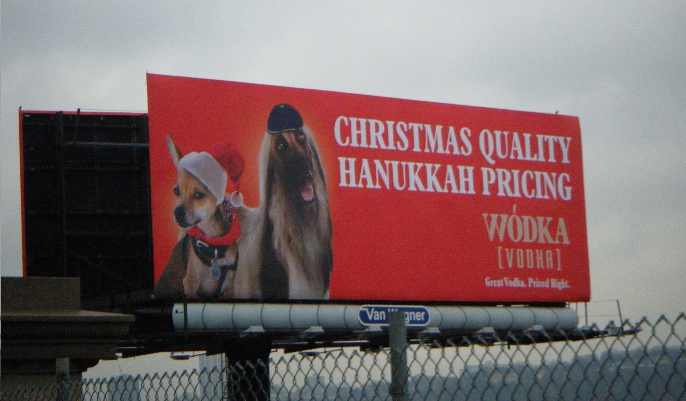 CHRISTMAS QUALITY
HANUKKAH PRICING
WÓDKA
[VODKA]
Great Vodka. Priced Right.
Van Wagner